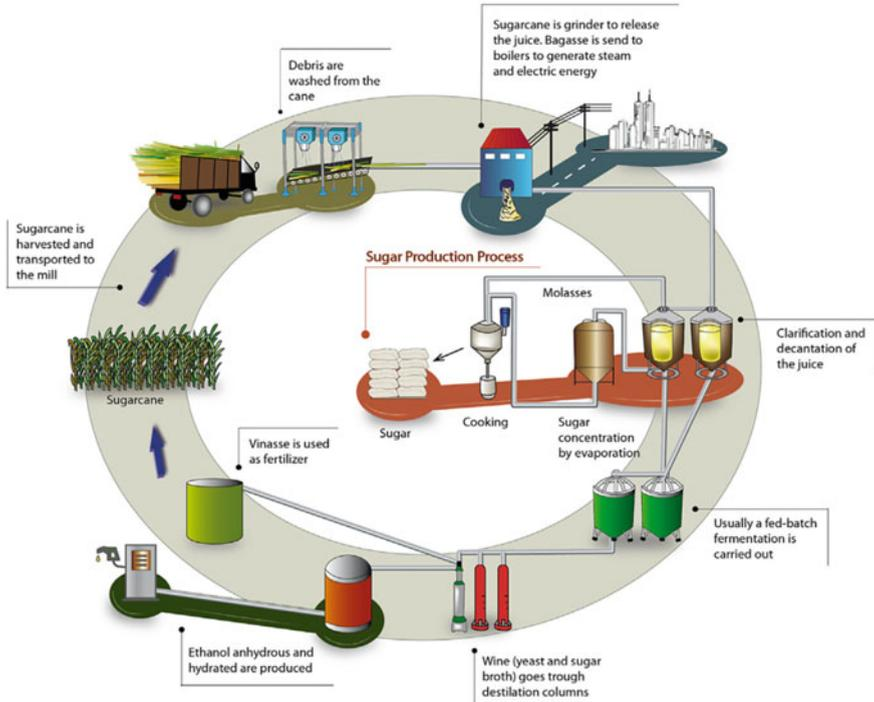 Sugarcane is grinder to release
the juice. Bagasse is send to
boilers to generate steam
and electric energy
Debris are
washed from the
cane
Sugarcane is
harvested and
transported to
the mill
Sugar Production Process
Molasses
Clarification and
decantation of
the juice
Sugarcane
Sugar
Cooking
Sugar
concentration
by evaporation
Vinasse is used
as fertilizer
Usually a fed-batch
fermentation is
carried out
Ethanol anhydrous and
hydrated are produced
Wine (yeast and sugar
broth) goes trough
destilation columns